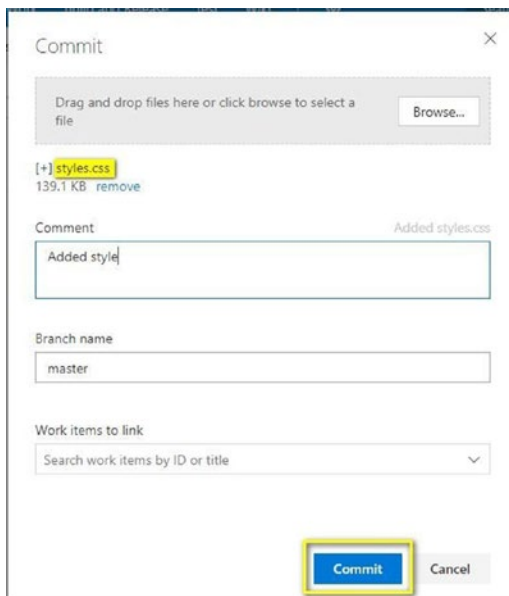 Commit
Drag and drop files here or click browse to select a
file
Browse...
[+] styles.css
139.1 KB remove
Comment
Added styles.css
Added style
Branch name
master
Work items to link
Search work items by ID or title
Commit
Cancel